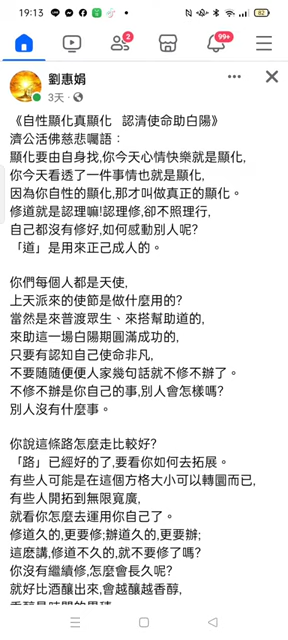 19:13
82
2
99+
劉惠娟
3天
《自性顯化真顯化 認清使命助白陽》
濟公活佛慈悲囑語：
顯化要由自身找,你今天心情快樂就是顯化,
你今天看透了一件事情也就是顯化,
因為你自性的顯化,那才叫做真正的顯化。
修道就是認理嘛!認理修,卻不照理行,
自己都沒有修好,如何感動別人呢?
「道」是用來正己成人的。
你們每個人都是天使,
上天派來的使節是做什麼用的?
當然是來普渡眾生、來搭幫助道的,
來助這一場白陽期圓滿成功的,
只要有認知自己使命非凡,
不要隨隨便便人家幾句話就不修不辦了。
不修不辦是你自己的事,別人會怎樣嗎?
別人沒有什麼事。
你說這條路怎麼走比較好?
「路」已經好的了,要看你如何去拓展。
有些人可能是在這個方格大小可以轉圜而已,
有些人開拓到無限寬廣,
就看你怎麼去運用你自己了。
修道久的,更要修;辦道久的,更要辦;
這麼講,修道不久的,就不要修了嗎?
你沒有繼續修,怎麼會長久呢?
就好比酒釀出來,會越釀越香醇,